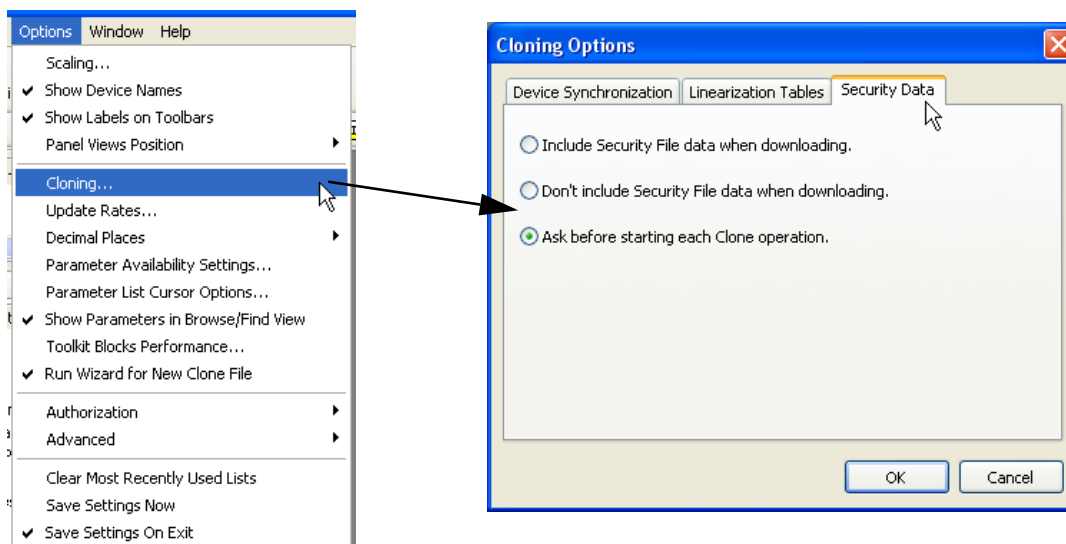 Options Window Help
Scaling...
Show Device Names
Show Labels on Toolbars
Panel Views Position
Cloning...
Update Rates...
Decimal Places
Parameter Availability Settings...
Parameter List Cursor Options...
Show Parameters in Browse/Find View
Toolkit Blocks Performance...
Run Wizard for New Clone File
Authorization
Advanced
Clear Most Recently Used Lists
Save Settings Now
Save Settings On Exit
Cloning Options
Device Synchronization Linearization Tables Security Data
Include Security File data when downloading.
Don't include Security File data when downloading.
Ask before starting each Clone operation.
OK Cancel